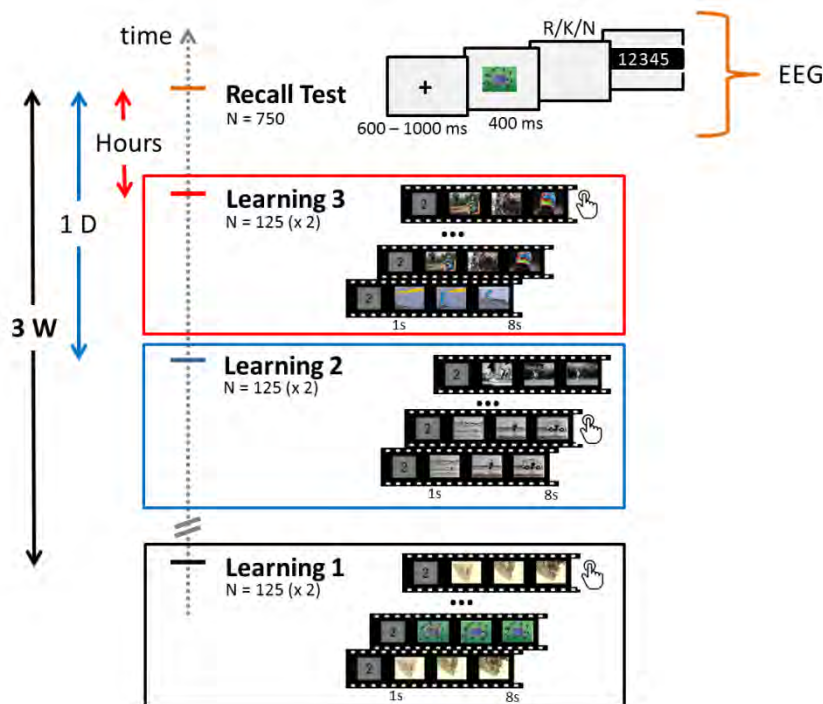 time
R/K/N
12345
Recall Test
N = 750
600 – 1000 ms
400 ms
EEG
Hours
1 D
3 W
Learning 3
N = 125 (x 2)
2
2
2
1s
8s
Learning 2
N = 125 (x 2)
2
2
2
1s
8s
Learning 1
N = 125 (x 2)
2
2
2
1s
8s